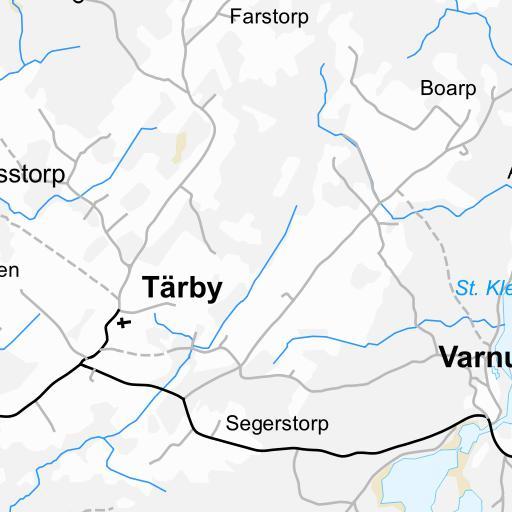 Farstorp
Boarp
sstorp
en
Tärby
St. Kle
Varnu
Segerstorp